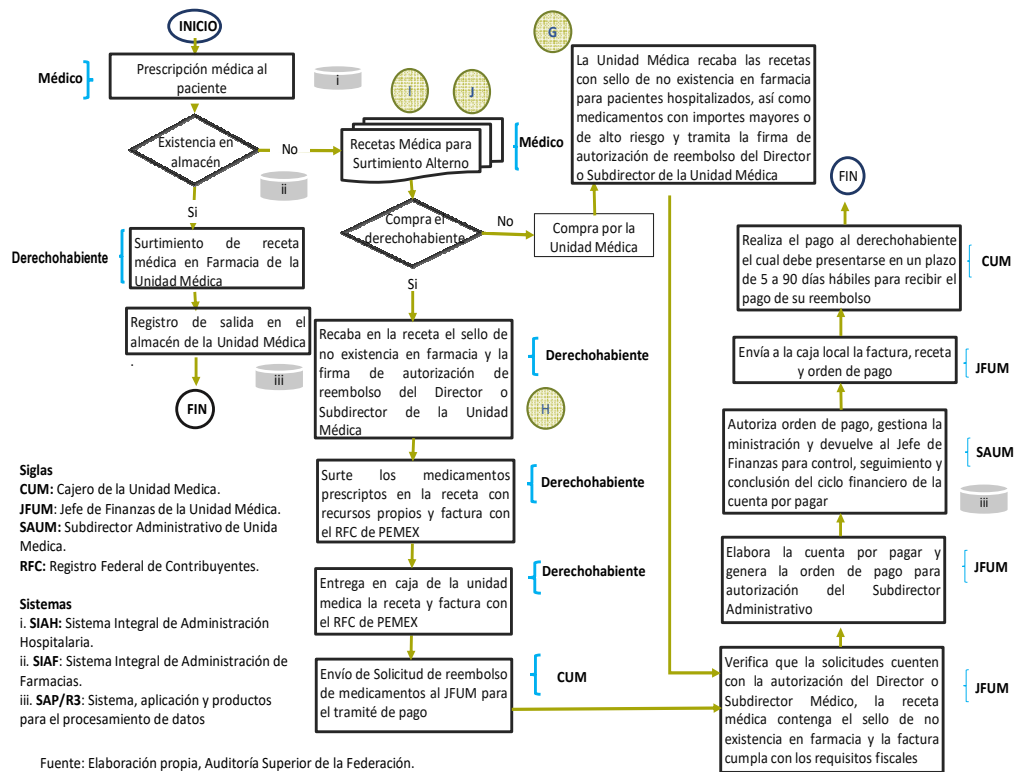 INICIO
Médico
Prescripción médica al
paciente
i
Existencia en
almacén
No
ii
Si
Derechohabiente
Surtimiento de receta
médica en Farmacia de la
Unidad Médica
Registro de salida en el
almacén de la Unidad Médica
.
iii
FIN
I
J
Recetas Médica para
Surtimiento Alterno
Médico
Compra el
derechohabiente
No
Compra por la
Unidad Médica
Si
G
La Unidad Médica recaba las recetas
con sello de no existencia en farmacia
para pacientes hospitalizados, así como
medicamentos con importes mayores o
de alto riesgo y tramita la firma de
autorización de reembolso del Director
o Subdirector de la Unidad Médica
Recaba en la receta el sello de
no existencia en farmacia y la
firma de autorización de
reembolso del Director o
Subdirector de la Unidad
Médica
Derechohabiente
H
Surte los medicamentos
prescriptos en la receta con
recursos propios y factura con
el RFC de PEMEX
Derechohabiente
Entrega en caja de la unidad
medica la receta y factura con
el RFC de PEMEX
Derechohabiente
Envío de Solicitud de reembolso
de medicamentos al JFUM para
el tramité de pago
CUM
FIN
Realiza el pago al derechohabiente
el cual debe presentarse en un plazo
de 5 a 90 días hábiles para recibir el
pago de su reembolso
CUM
Envía a la caja local la factura, receta
y orden de pago
JFUM
Autoriza orden de pago, gestiona la
ministración y devuelve al Jefe de
Finanzas para control, seguimiento y
conclusión del ciclo financiero de la
cuenta por pagar
SAUM
iii
Elabora la cuenta por pagar y
genera la orden de pago para
autorización del Subdirector
Administrativo
JFUM
Verifica que la solicitudes cuenten
con la autorización del Director o
Subdirector Médico, la receta
médica contenga el sello de no
existencia en farmacia y la factura
cumpla con los requisitos fiscales
JFUM
Siglas
CUM: Cajero de la Unidad Medica.
JFUM: Jefe de Finanzas de la Unidad Médica.
SAUM: Subdirector Administrativo de Unida
Medica.
RFC: Registro Federal de Contribuyentes.
Sistemas
i. SIAH: Sistema Integral de Administración
Hospitalaria.
ii. SIAF: Sistema Integral de Administración de
Farmacias.
iii. SAP/R3: Sistema, aplicación y productos
para el procesamiento de datos
Fuente: Elaboración propia, Auditoría Superior de la Federación.